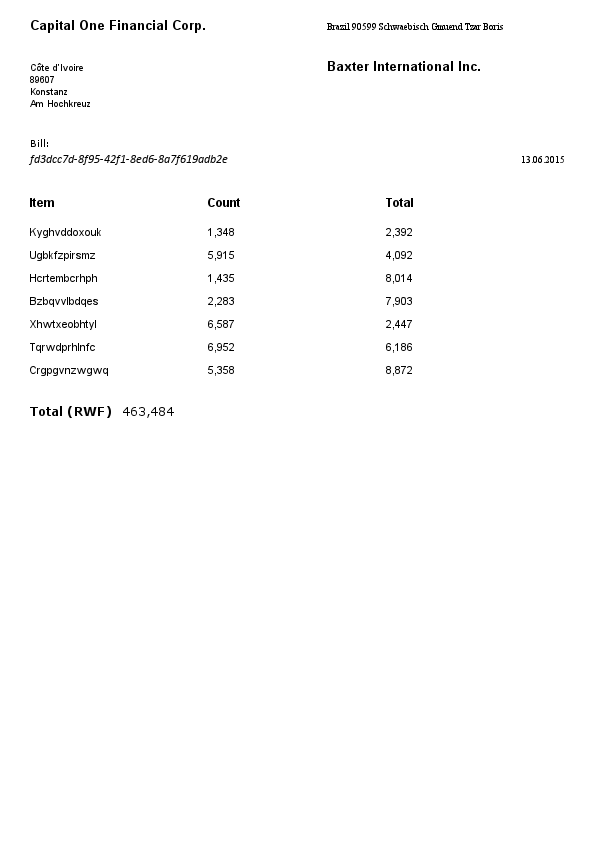 Capital One Financial Corp.
Brazil 90599 Schwaebisch Gmuend Tzar Boris
Côte d'Ivoire
89607
Konstanz
Am Hochkreuz
Baxter International Inc.
Bill:
fd3dcc7d-8f95-42f1-8ed6-8a7f619adb2e
13.06.2015
Item Count Total
Kyghvddoxouk 1,348 2,392
Ugbkfzpirsmz 5,915 4,092
Hcrtembcrhph 1,435 8,014
Bzbqvvlbdqes 2,283 7,903
Xhwtxeobhtyl 6,587 2,447
Tqrwdprhlnfc 6,952 6,186
Crgpgvnzwgwq 5,358 8,872
Total (RWF) 463,484